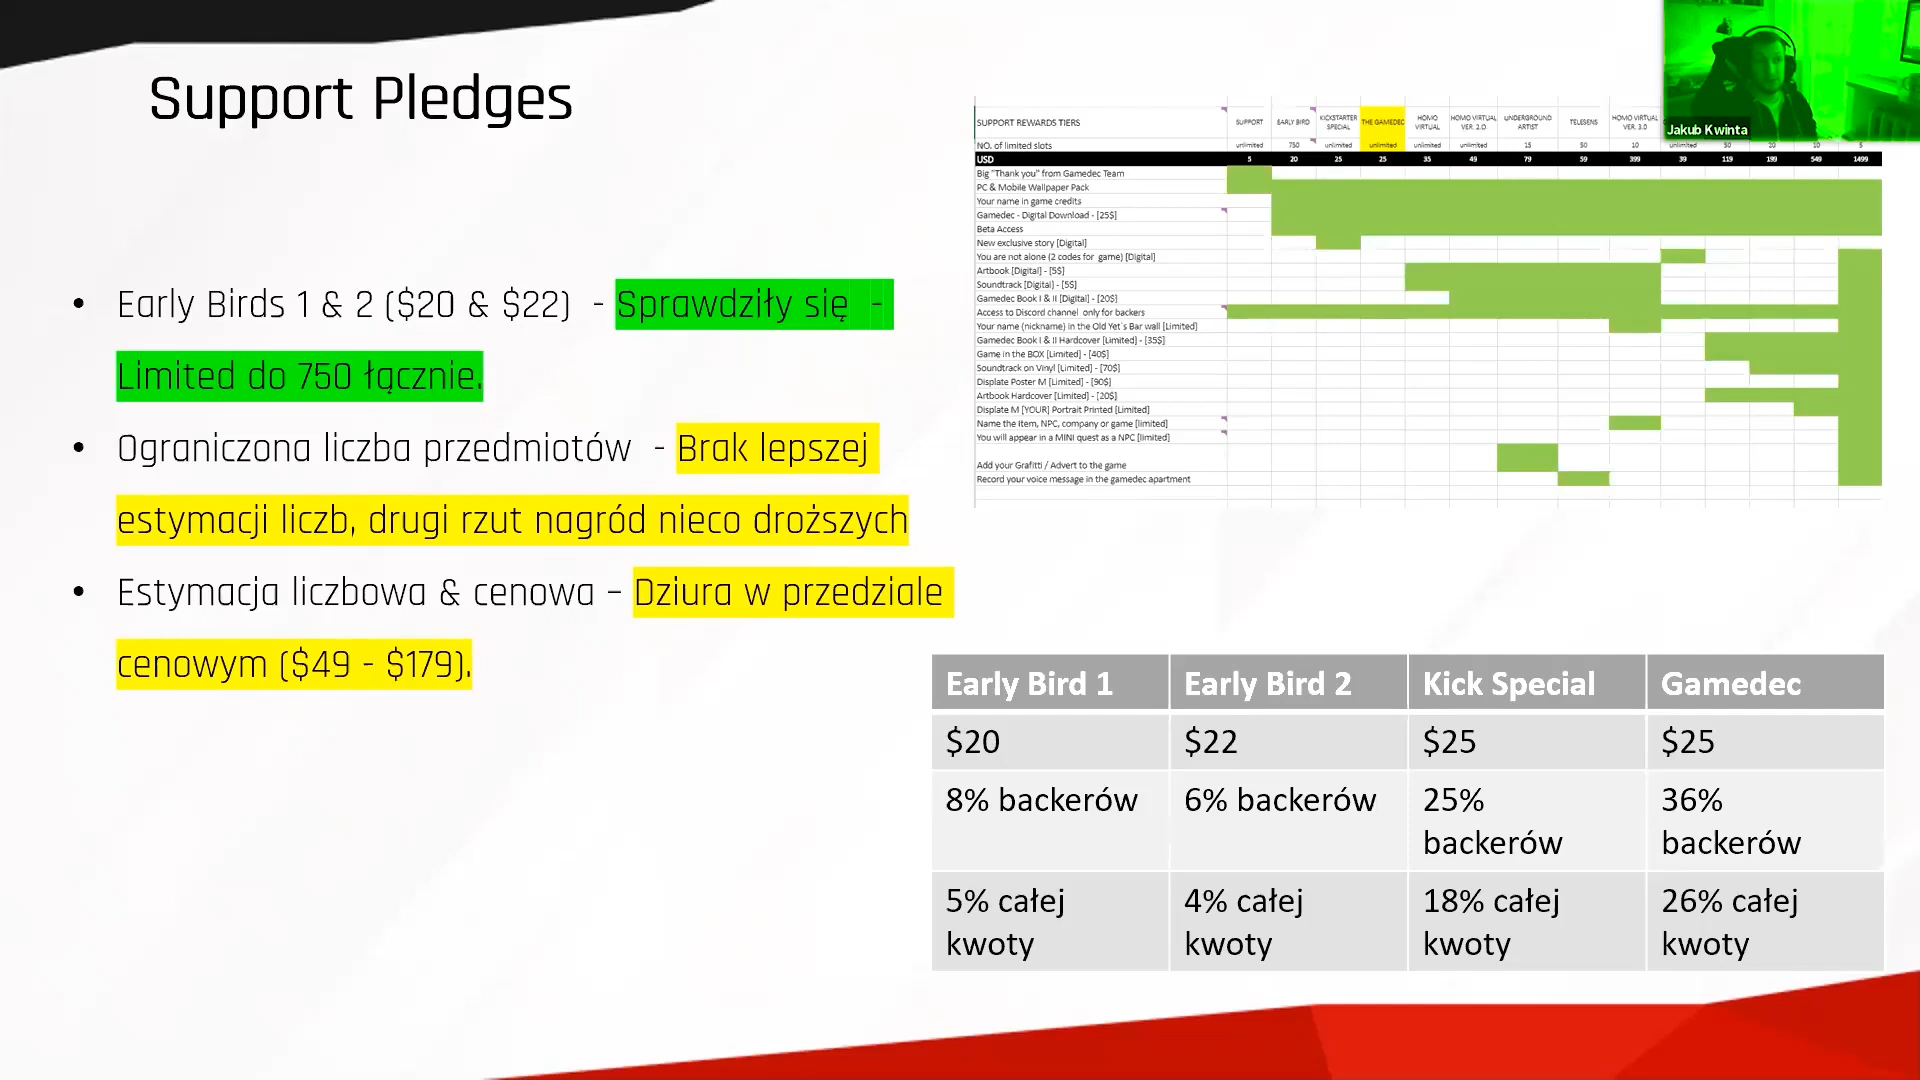 Support Pledges
Jakub Kwinta
• Early Birds 1 & 2 ($20 & $22) - Sprawdziły się -
Limited do 750 łącznie.
• Ograniczona liczba przedmiotów - Brak lepszej
estymacji liczb, drugi rzut nagród nieco droższych
• Estymacja liczbowa & cenowa – Dziura w przedziale
cenowym ($49 - $179).
SUPPORT REWARDS TIERS SUPPORT EARLY BIRD KICKSTARTER SPECIAL THE GAMEDEC HOMO VIRTUAL HOMO VIRTUAL VER. 2.0 UNDERGROUND ARTIST TELESENS HOMO VIRTUAL VER. 3.0
NO. of limited slots unlimited 750 unlimited unlimited unlimited unlimited 15 50 10
USD 5 20 25 25 35 49 79 59 399 39 119 199 549 1499
Big "Thank you" from Gamedec Team
PC & Mobile Wallpaper Pack
Your name in game credits
Gamedec - Digital Download - [25$]
Beta Access
New exclusive story [Digital]
You are not alone (2 codes for game) [Digital]
Artbook [Digital] - [5$]
Soundtrack [Digital] - [5$]
Gamedec Book I & II [Digital] - [20$]
Access to Discord channel only for backers
Your name (nickname) in the Old Yet`s Bar wall [Limited]
Gamedec Book I & II Hardcover [Limited] - [35$]
Game in the BOX [Limited] - [40$]
Soundtrack on Vinyl [Limited] - [70$]
Displate Poster M [Limited] - [90$]
Artbook Hardcover [Limited] - [20$]
Displate M [YOUR] Portrait Printed [Limited]
Name the Item, NPC, company or game [limited]
You will appear in a MINI quest as a NPC [limited]
Add your Grafitti / Advert to the game
Record your voice message in the gamedec apartment
Early Bird 1 Early Bird 2 Kick Special Gamedec
$20 $22 $25 $25
8% backerów 6% backerów 25% backerów 36% backerów
5% całej kwoty 4% całej kwoty 18% całej kwoty 26% całej kwoty